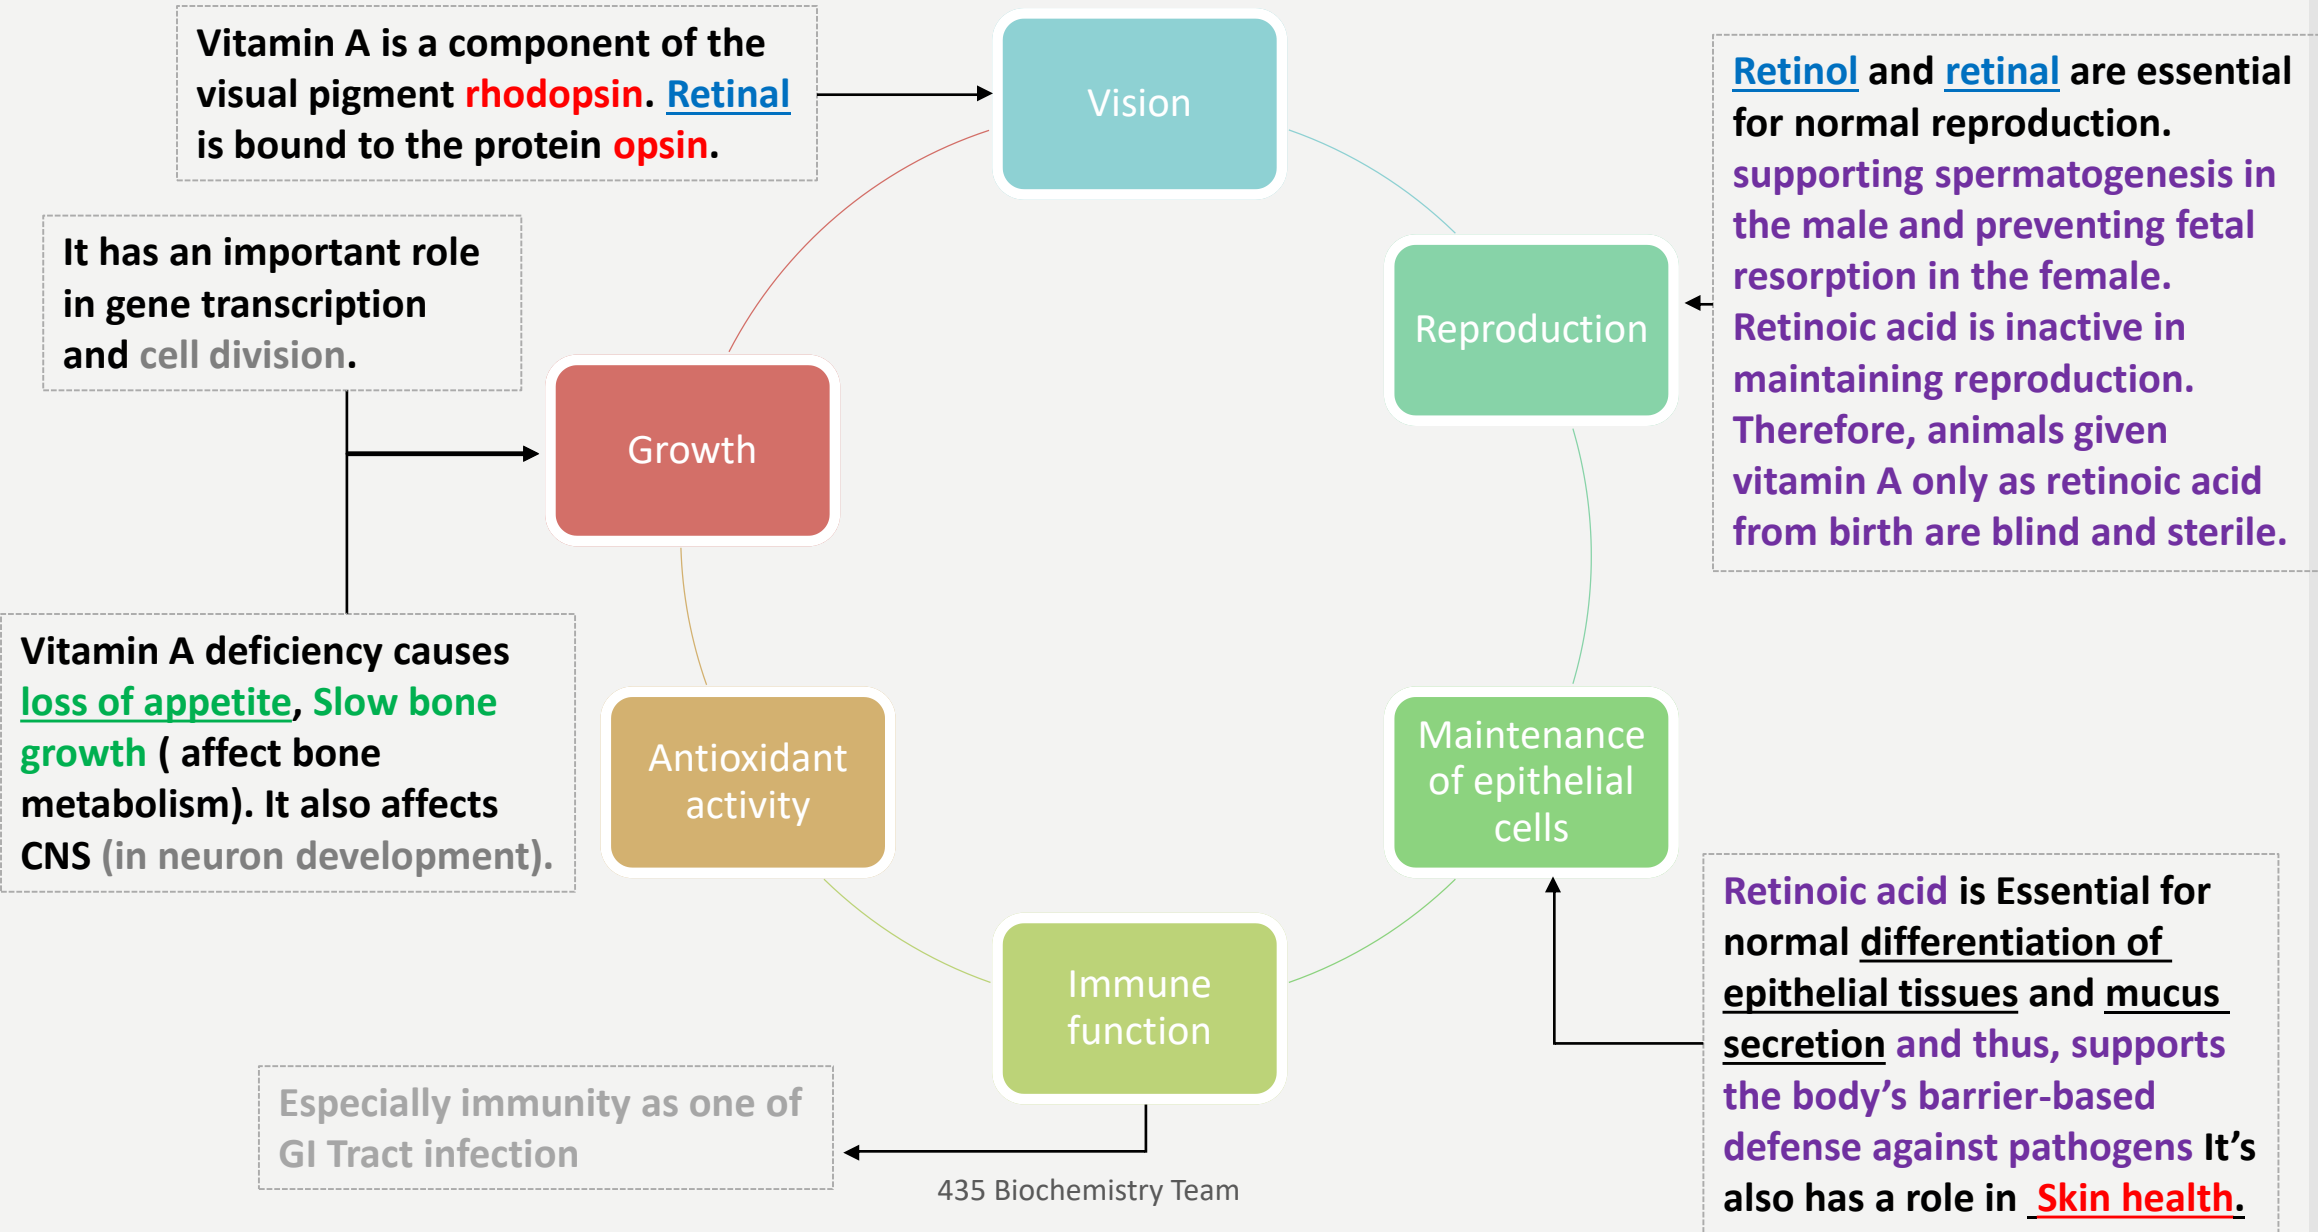 Vitamin A is a component of the
visual pigment rhodopsin. Retinal
is bound to the protein opsin.
Vision
Retinol and retinal are essential
for normal reproduction.
supporting spermatogenesis in
the male and preventing fetal
resorption in the female.
Retinoic acid is inactive in
maintaining reproduction.
Therefore, animals given
vitamin A only as retinoic acid
from birth are blind and sterile.
It has an important role
in gene transcription
and cell division.
Reproduction
Growth
Vitamin A deficiency causes
loss of appetite, Slow bone
growth ( affect bone
metabolism). It also affects
CNS (in neuron development).
Antioxidant
activity
Maintenance
of epithelial
cells
Retinoic acid is Essential for
normal differentiation of
epithelial tissues and mucus
secretion and thus, supports
the body’s barrier-based
defense against pathogens It’s
also has a role in Skin health.
Immune
function
Especially immunity as one of
GI Tract infection
435 Biochemistry Team